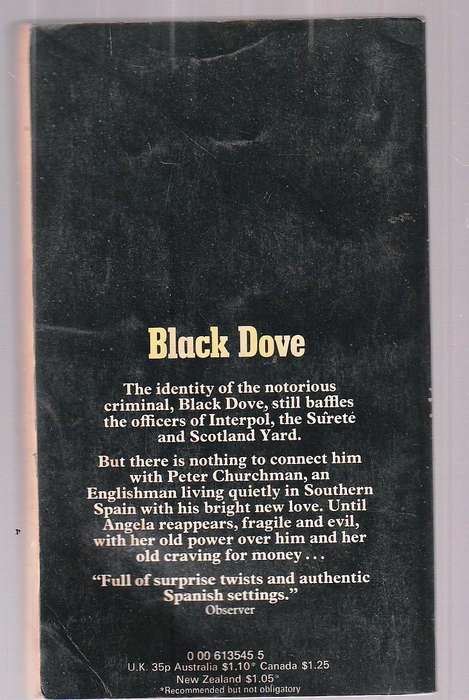 Black Dove
The identity of the notorious
criminal, Black Dove, still baffles
the officers of Interpol, the Sûreté
and Scotland Yard.
But there is nothing to connect him
with Peter Churchman, an
Englishman living quietly in Southern
Spain with his bright new love. Until
Angela reappears, fragile and evil,
with her old power over him and her
old craving for money . . .
“Full of surprise twists and authentic
Spanish settings.”
Observer
0 00 613545 5
U.K. 35p Australia $1.10* Canada $1.25
New Zealand $1.05*
*Recommended but not obligatory